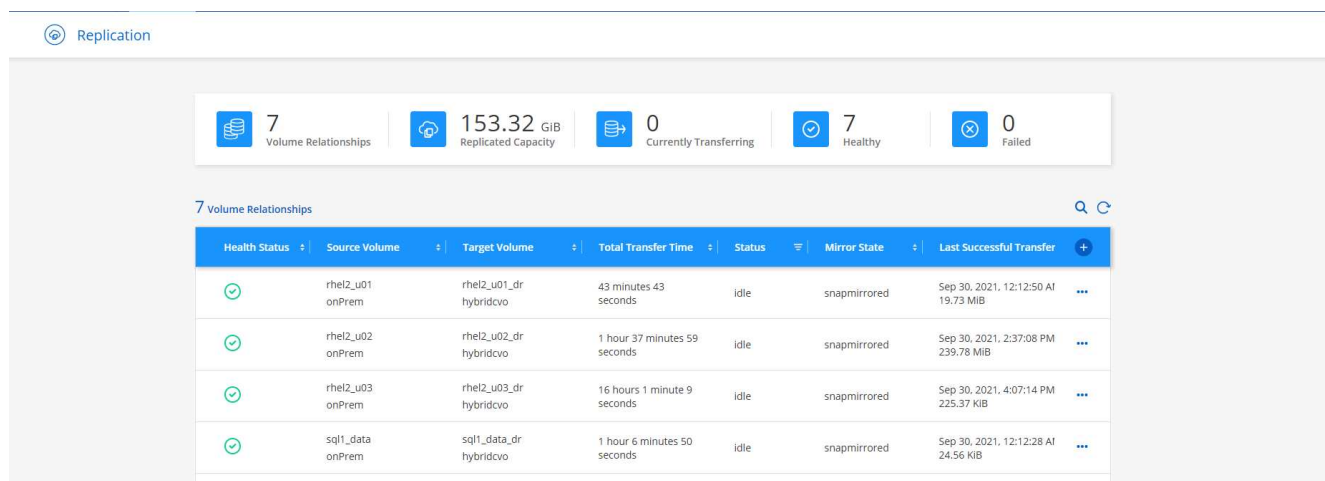 Replication
7
Volume Relationships
153.32 GiB
Replicated Capacity
0
Currently Transferring
7
Healthy
0
Failed
7 Volume Relationships
Health Status Source Volume Target Volume Total Transfer Time Status Mirror State Last Successful Transfer
rhel2_u01 rhel2_u01_dr 43 minutes 43 Sep 30, 2021, 12:12:50 AM
onPrem hybridcvo seconds idle snapmirrored 19.73 MiB
rhel2_u02 rhel2_u02_dr 1 hour 37 minutes 59 Sep 30, 2021, 2:37:08 PM
onPrem hybridcvo seconds idle snapmirrored 239.78 MiB
rhel2_u03 rhel2_u03_dr 16 hours 1 minute 9 Sep 30, 2021, 4:07:14 PM
onPrem hybridcvo seconds idle snapmirrored 225.37 KiB
sql1_data sql1_data_dr 1 hour 6 minutes 50 Sep 30, 2021, 12:12:28 AM
onPrem hybridcvo seconds idle snapmirrored 24.56 KiB